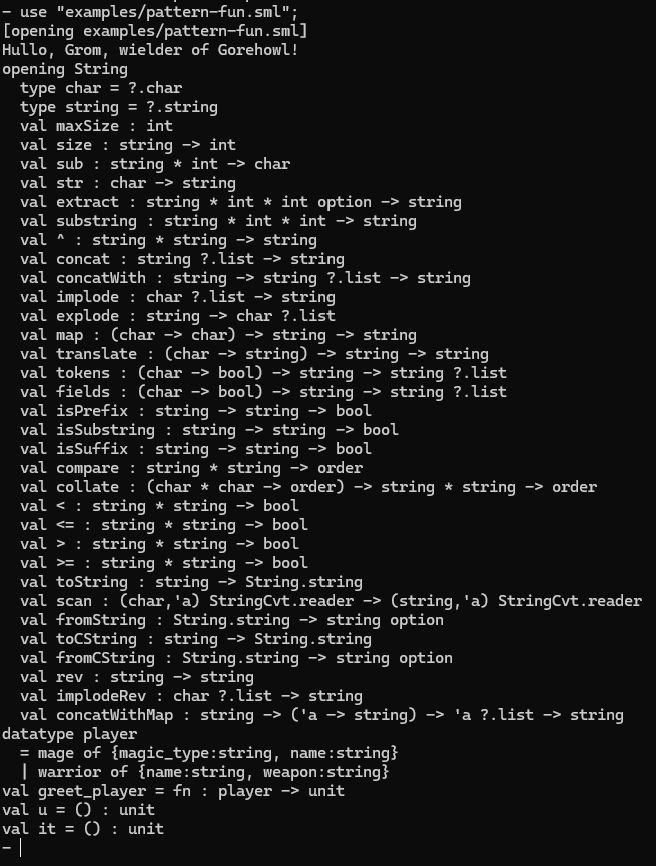 - use "examples/pattern-fun.sml";
[opening examples/pattern-fun.sml]
Hullo, Grom, wielder of Gorehowl!
opening String
  type char = ?.char
  type string = ?.string
  val maxSize : int
  val size : string -> int
  val sub : string * int -> char
  val str : char -> string
  val extract : string * int * int option -> string
  val substring : string * int * int -> string
  val ^ : string * string -> string
  val concat : string ?.list -> string
  val concatWith : string -> string ?.list -> string
  val implode : char ?.list -> string
  val explode : string -> char ?.list
  val map : (char -> char) -> string -> string
  val translate : (char -> string) -> string -> string
  val tokens : (char -> bool) -> string -> string ?.list
  val fields : (char -> bool) -> string -> string ?.list
  val isPrefix : string -> string -> bool
  val isSubstring : string -> string -> bool
  val isSuffix : string -> string -> bool
  val compare : string * string -> order
  val collate : (char * char -> order) -> string * string -> order
  val < : string * string -> bool
  val <= : string * string -> bool
  val > : string * string -> bool
  val >= : string * string -> bool
  val toString : string -> String.string
  val scan : (char,'a) StringCvt.reader -> (string,'a) StringCvt.reader
  val fromString : String.string -> string option
  val toCString : string -> String.string
  val fromCString : String.string -> string option
  val rev : string -> string
  val implodeRev : char ?.list -> string
  val concatWithMap : string -> ('a -> string) -> 'a ?.list -> string
datatype player
  = mage of {magic_type:string, name:string}
  | warrior of {name:string, weapon:string}
val greet_player = fn : player -> unit
val u = () : unit
val it = () : unit
-